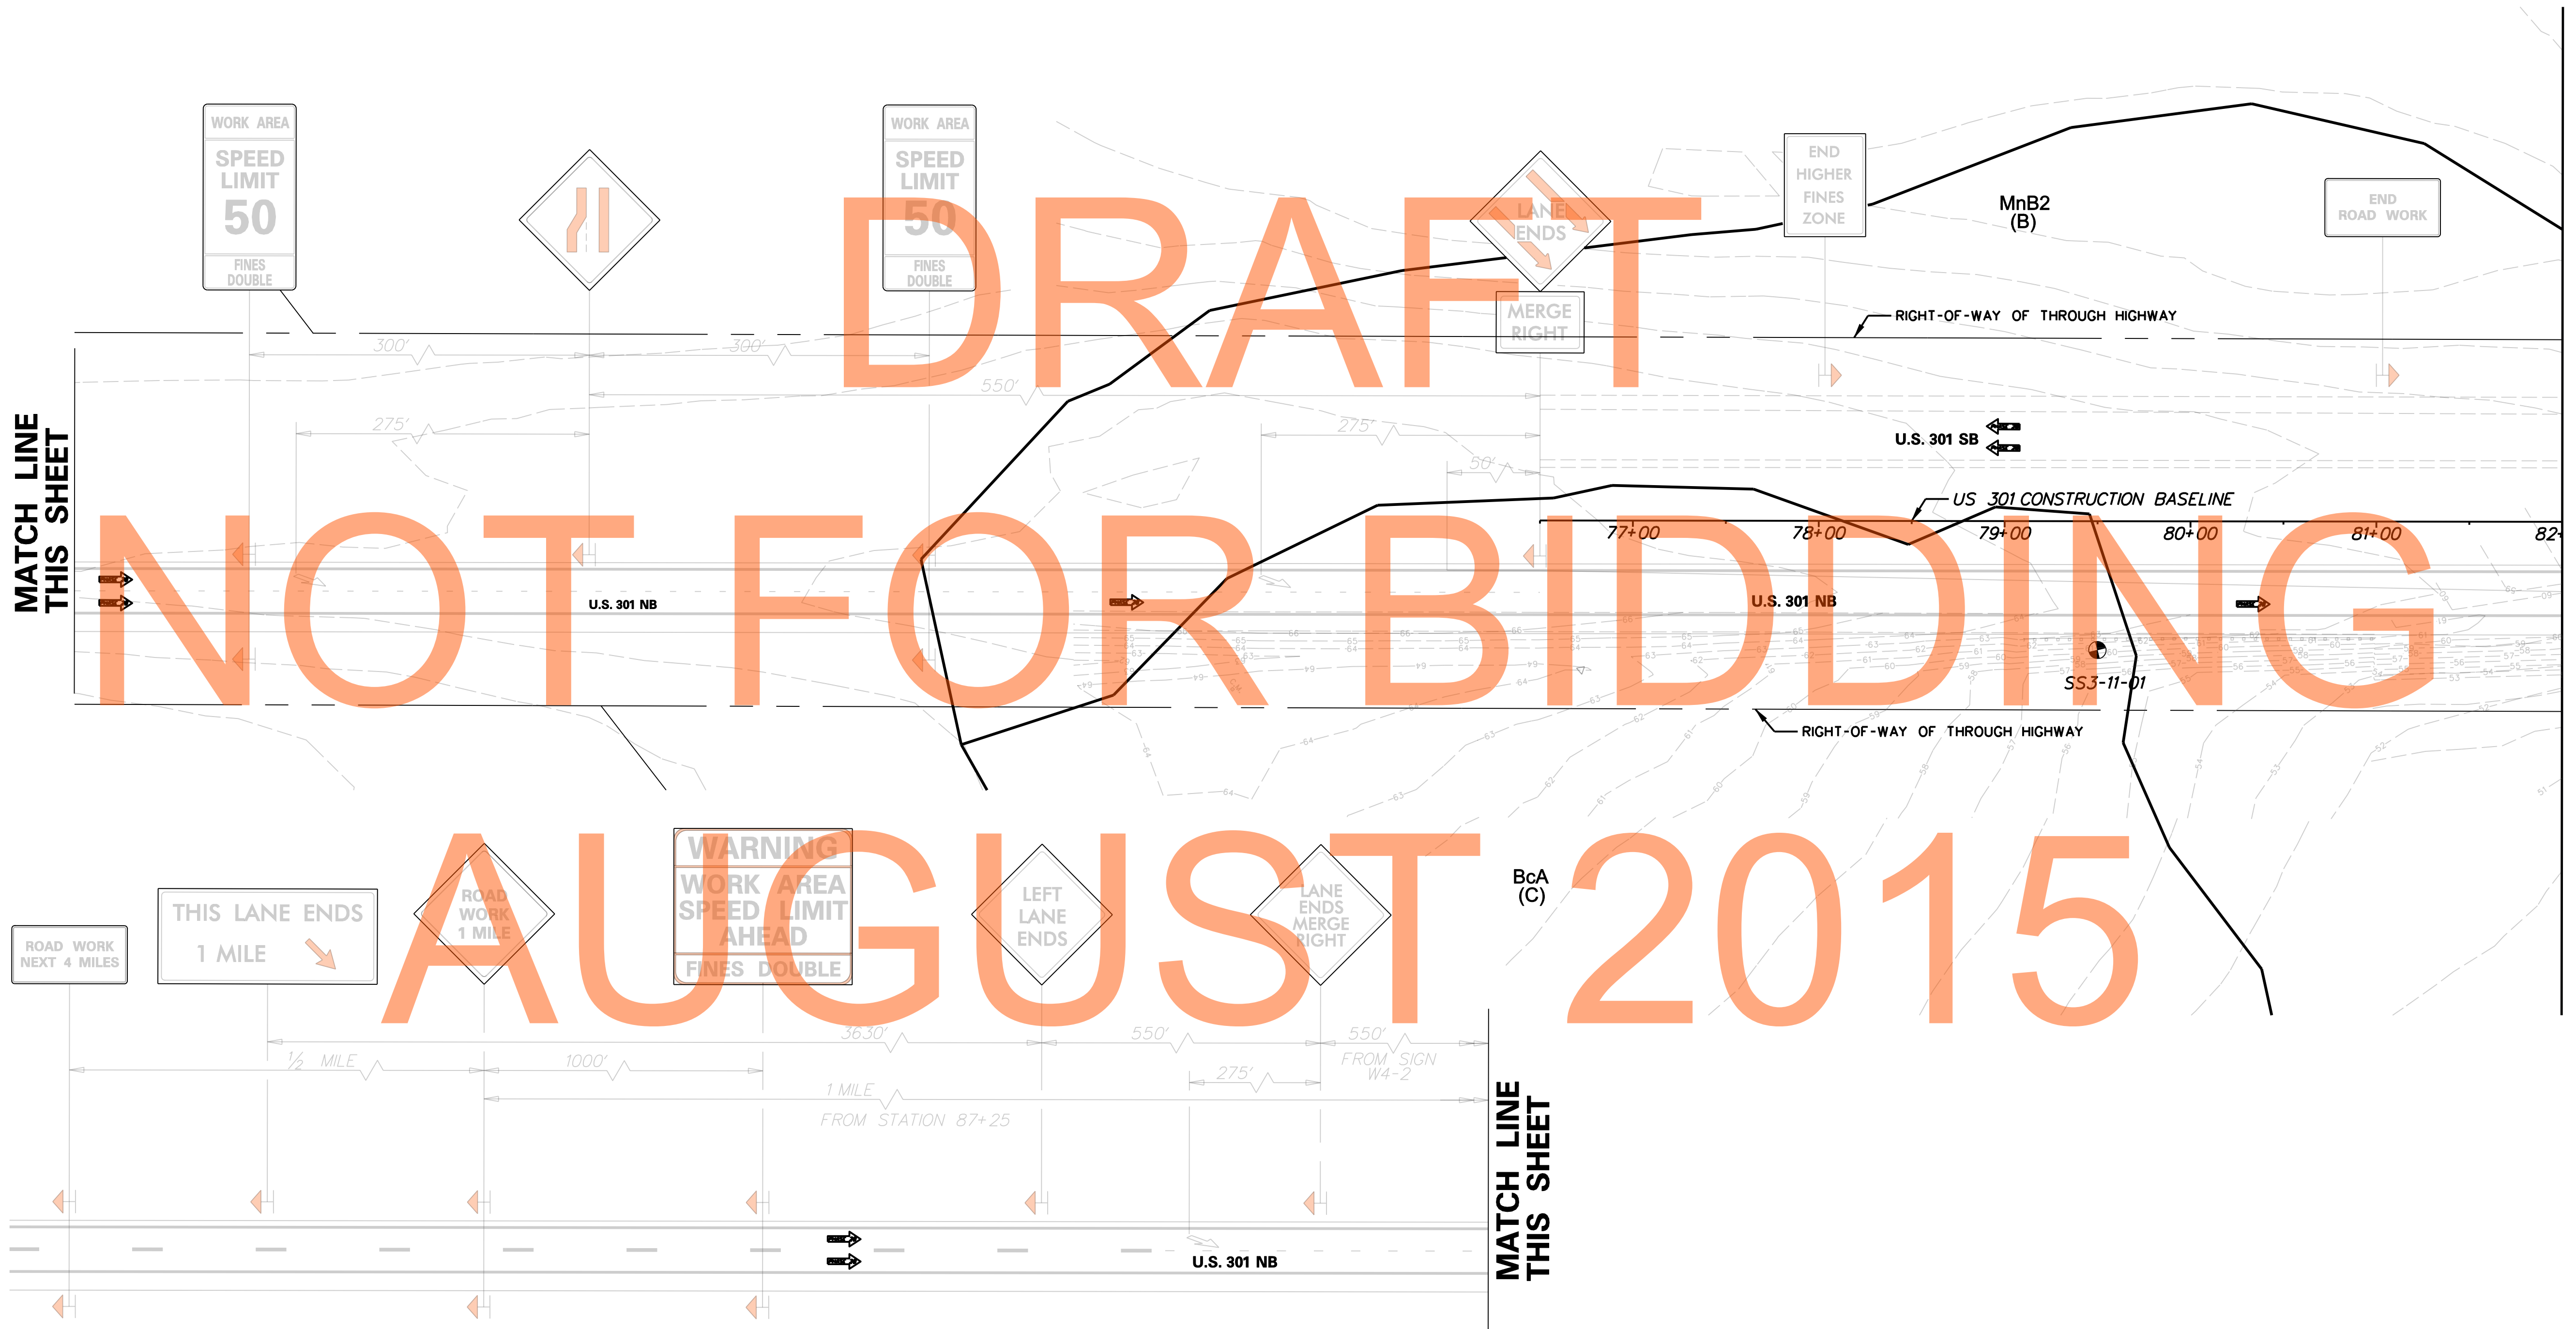 WORK AREA
SPEED
LIMIT
50
FINES
DOUBLE
WORK AREA
SPEED
LIMIT
50
FINES
DOUBLE
LANE
ENDS
MERGE
RIGHT
END
HIGHER
FINES
ZONE
MnB2
(B)
END
ROAD WORK
DRAFT
RIGHT-OF-WAY OF THROUGH HIGHWAY
300'
300'
550'
275'
275'
50'
MATCH LINE
THIS SHEET
U.S. 301 SB
US 301 CONSTRUCTION BASELINE
77+00
78+00
79+00
80+00
81+00
82+
NOT FOR BIDDING
U.S. 301 NB
U.S. 301 NB
SS3-11-01
RIGHT-OF-WAY OF THROUGH HIGHWAY
AUGUST 2015
ROAD WORK
NEXT 4 MILES
THIS LANE ENDS
1 MILE
ROAD
WORK
1 MILE
WARNING
WORK AREA
SPEED LIMIT
AHEAD
FINES DOUBLE
LEFT
LANE
ENDS
LANE
ENDS
MERGE
RIGHT
BcA
(C)
3630'
550'
550'
FROM SIGN
W4-2
1/2 MILE
1000'
275'
1 MILE
FROM STATION 87+25
MATCH LINE
THIS SHEET
U.S. 301 NB